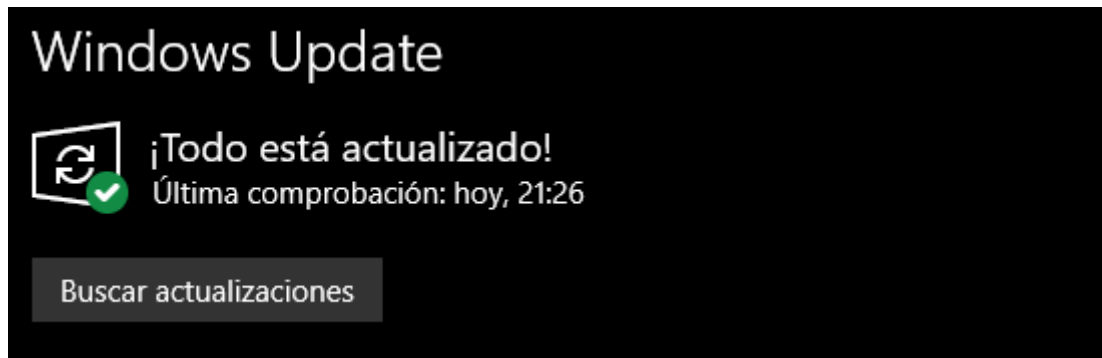 Windows Update
¡Todo está actualizado!
Última comprobación: hoy, 21:26
Buscar actualizaciones